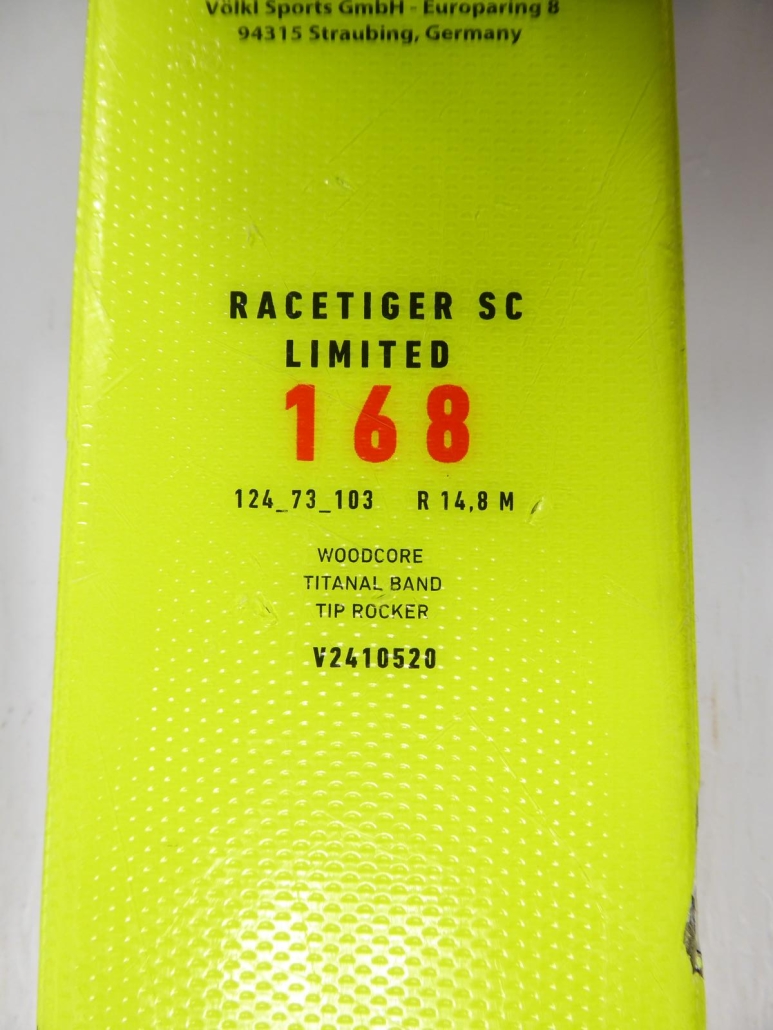 Völkl Sports GmbH - Europaring 8
94315 Straubing, Germany
RACETIGER SC
LIMITED
168
124_73_103 R 14,8 M
WOODCORE
TITANAL BAND
TIP ROCKER
V2410520